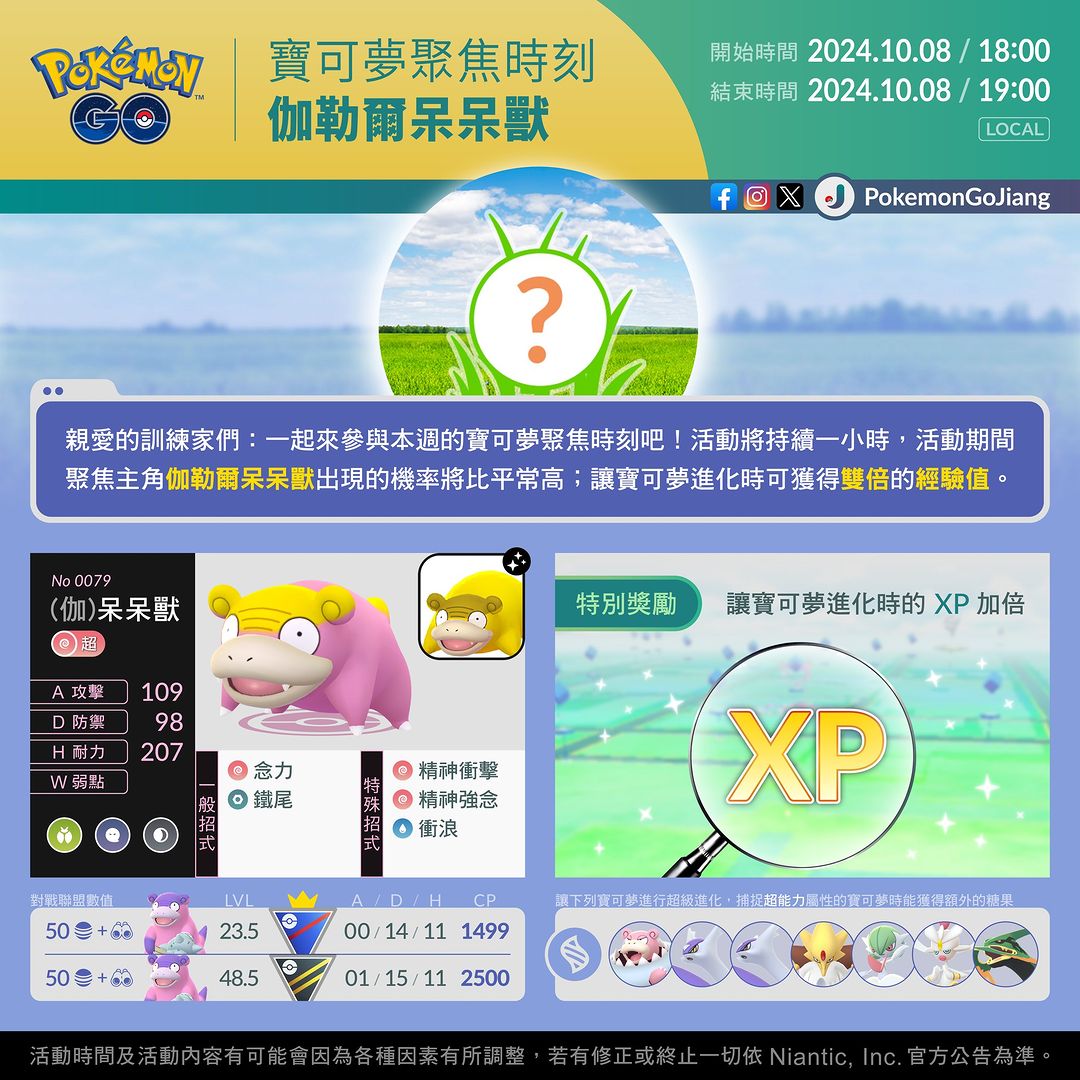 POKÉMON GO™
寶可夢聚焦時刻
伽勒爾呆呆獸
開始時間 2024.10.08 / 18:00
結束時間 2024.10.08 / 19:00
LOCAL
PokemonGoJiang
?
親愛的訓練家們：一起來參與本週的寶可夢聚焦時刻吧！活動將持續一小時，活動期間
聚焦主角伽勒爾呆呆獸出現的機率將比平常高；讓寶可夢進化時可獲得雙倍的經驗值。
No 0079
(伽)呆呆獸
超
A 攻擊 109
D 防禦 98
H 耐力 207
W 弱點
一般招式
念力
鐵尾
特殊招式
精神衝擊
精神強念
衝浪
特別獎勵
讓寶可夢進化時的 XP 加倍
XP
對戰聯盟數值 LVL A / D / H CP
50 + 23.5 00 / 14 / 11 1499
50 + 48.5 01 / 15 / 11 2500
讓下列寶可夢進行超級進化，捕捉超能力屬性的寶可夢時能獲得額外的糖果
活動時間及活動內容有可能會因為各種因素有所調整，若有修正或終止一切依 Niantic, Inc. 官方公告為準。